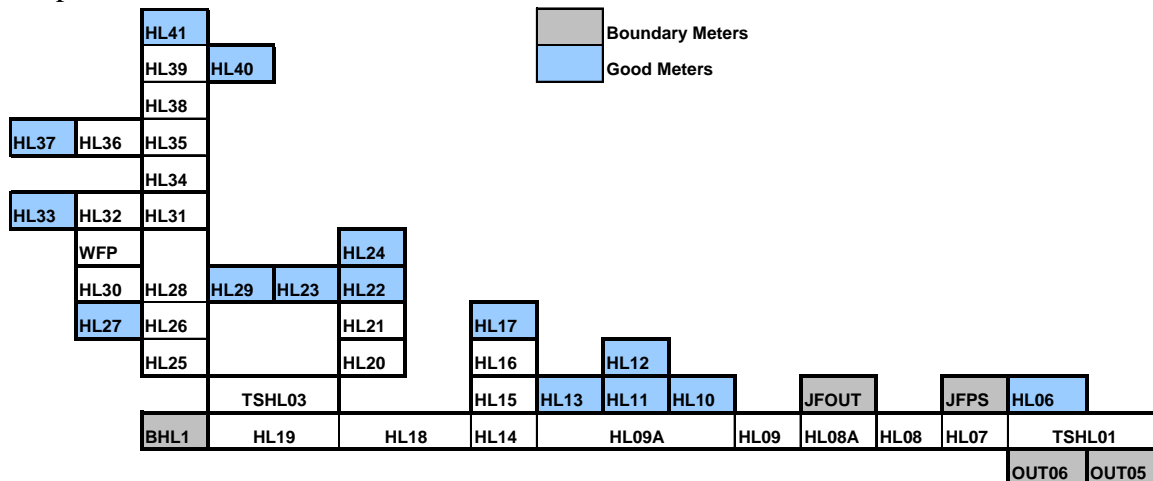 HL41 Boundary Meters
HL39 HL40 Good Meters
HL38
HL37 HL36 HL35
HL34
HL33 HL32 HL31
WFP HL24
HL30 HL28 HL29 HL23 HL22
HL27 HL26 HL21 HL17
HL25 HL20 HL16 HL12
TSHL03 HL15 HL13 HL11 HL10 JFOUT JFPS HL06
BHL1 HL19 HL18 HL14 HL09A HL09 HL08A HL08 HL07 TSHL01
OUT06 OUT05